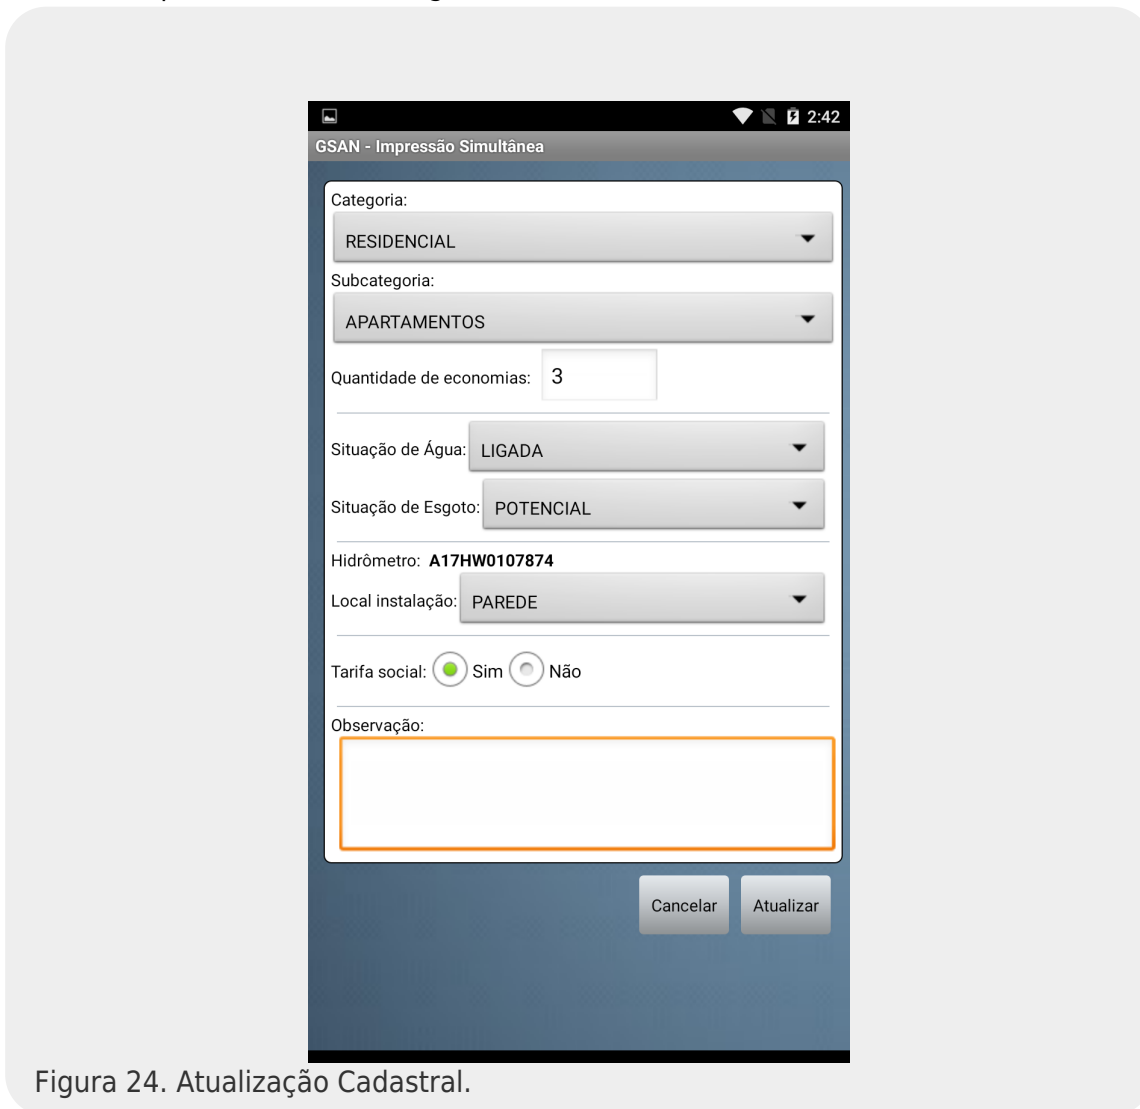 2:42
GSAN - Impressão Simultânea
Categoria:
RESIDENCIAL
Subcategoria:
APARTAMENTOS
Quantidade de economias: 3
Situação de Água: LIGADA
Situação de Esgoto: POTENCIAL
Hidrômetro: A17HW0107874
Local instalação: PAREDE
Tarifa social: Sim Não
Observação:
Cancelar Atualizar
Figura 24. Atualização Cadastral.